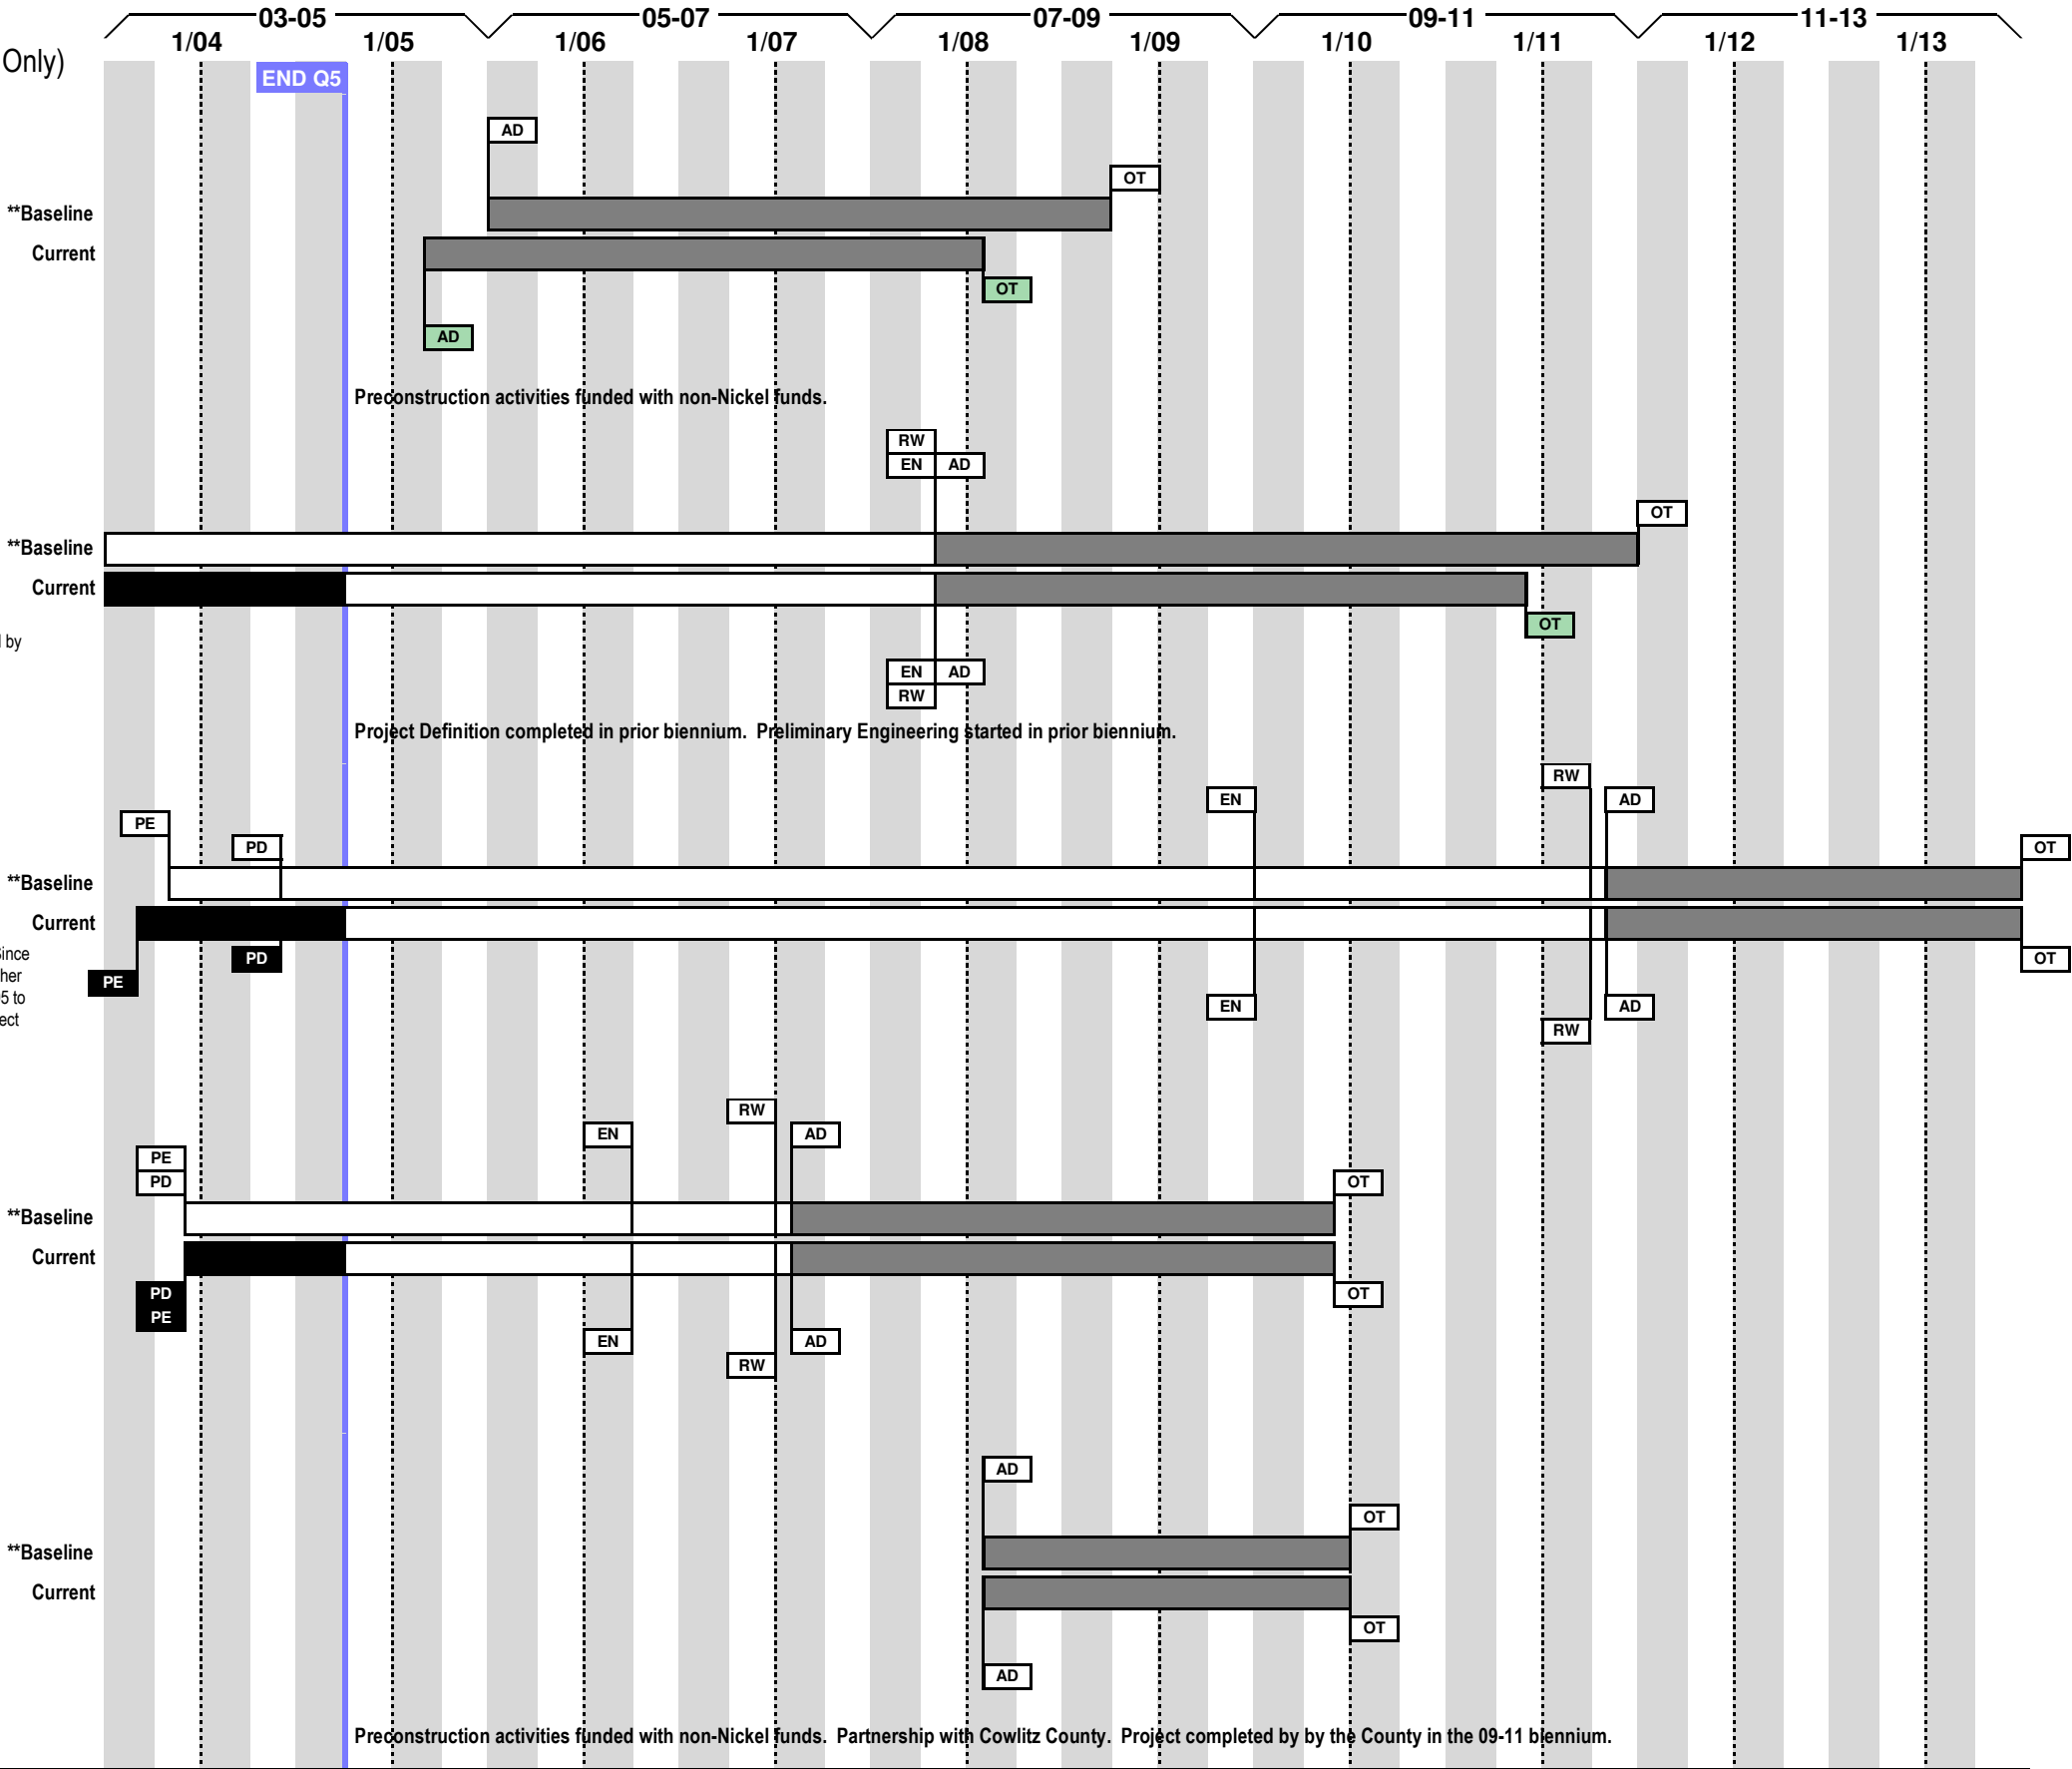 03-05 05-07 07-09 09-11 11-13
1/04 1/05 1/06 1/07 1/08 1/09 1/10 1/11 1/12 1/13
Only)
END Q5
AD
OT
**Baseline
Current
OT
AD
Preconstruction activities funded with non-Nickel funds.
RW
EN AD
OT
**Baseline
Current
OT
by
EN AD
RW
Project Definition completed in prior biennium. Preliminary Engineering started in prior biennium.
RW
EN AD
PE
PD OT
**Baseline
Current
Since
PD OT
her
PE
5 to
EN AD
ect
RW
RW
EN AD
PE
PD OT
**Baseline
Current
PD OT
PE
EN AD
RW
AD
OT
**Baseline
Current
OT
AD
Preconstruction activities funded with non-Nickel funds. Partnership with Cowlitz County. Project completed by by the County in the 09-11 biennium.